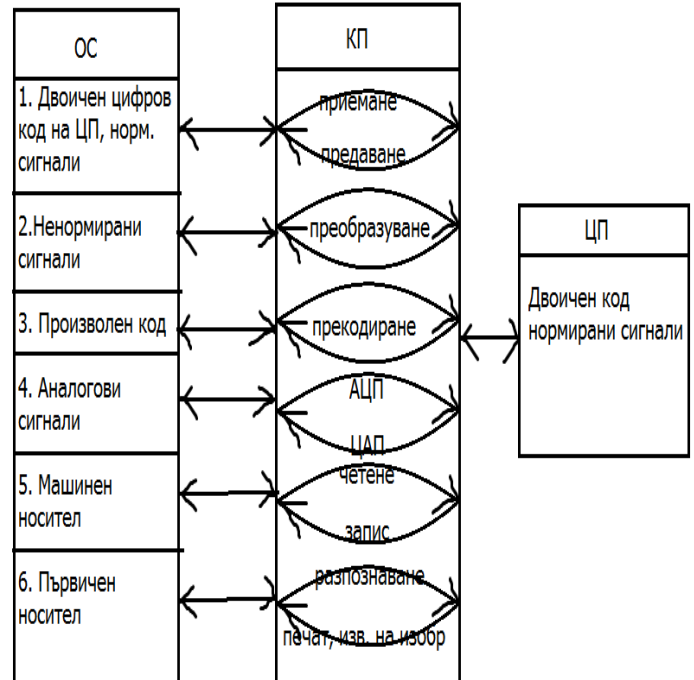 ОС
1. Двоичен цифров
код на ЦП, норм.
сигнали
2.Ненормирани
сигнали
3. Произволен код
4. Аналогови
сигнали
5. Машинен
носител
6. Първичен
носител
КП
приемане
предаване
преобразуване
прекодиране
АЦП
ЦАП
четене
запис
разпознаване
печат, изв. на избор
ЦП
Двоичен код
нормирани сигнали